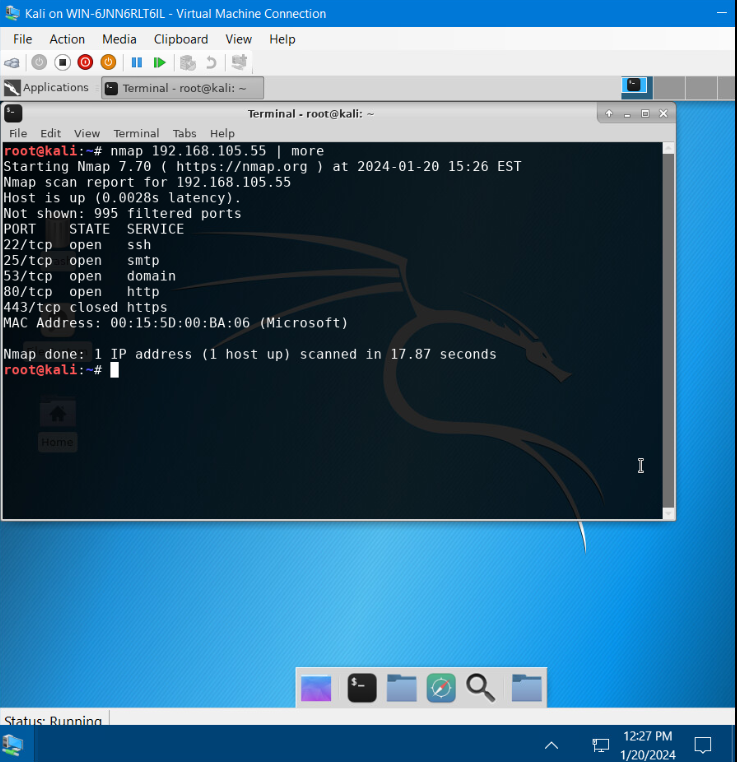 Kali on WIN-6JNN6RLT6IL - Virtual Machine Connection
File Action Media Clipboard View Help
Applications Terminal - root@kali: ~
Terminal - root@kali: ~
File Edit View Terminal Tabs Help
root@kali:~# nmap 192.168.105.55 | more
Starting Nmap 7.70 ( https://nmap.org ) at 2024-01-20 15:26 EST
Nmap scan report for 192.168.105.55
Host is up (0.0028s latency).
Not shown: 995 filtered ports
PORT STATE SERVICE
22/tcp open ssh
25/tcp open smtp
53/tcp open domain
80/tcp open http
443/tcp closed https
MAC Address: 00:15:5D:00:BA:06 (Microsoft)
Nmap done: 1 IP address (1 host up) scanned in 17.87 seconds
root@kali:~#
Home
$-
Status: Running
12:27 PM
1/20/2024